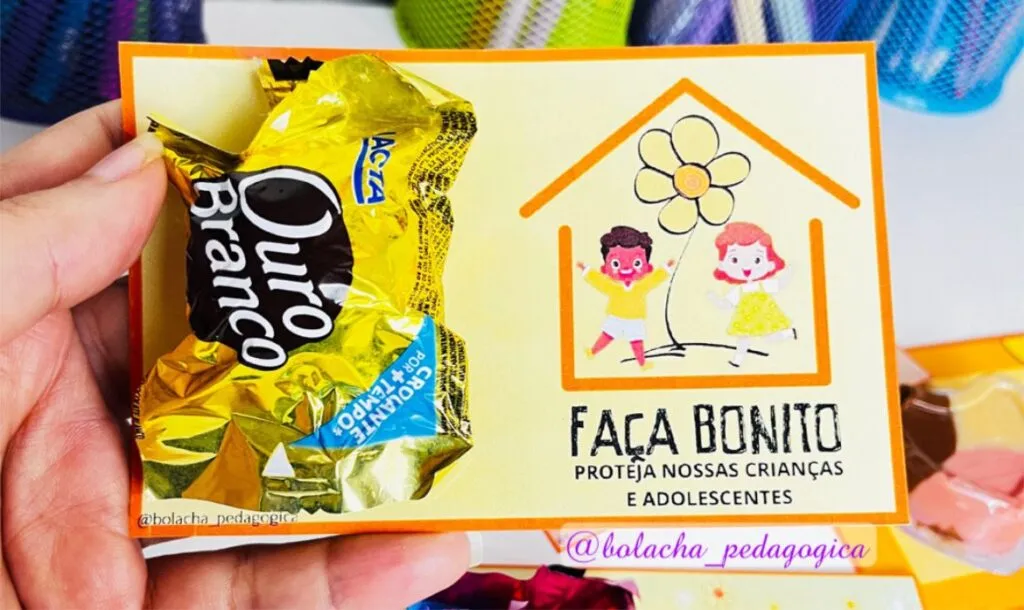 LACTA
Ouro
Branco
CROCANTE
POR +
TEMPO*
FAÇA BONITO
PROTEJA NOSSAS CRIANÇAS
E ADOLESCENTES
@bolacha_pedagogica
@bolacha_pedagogica